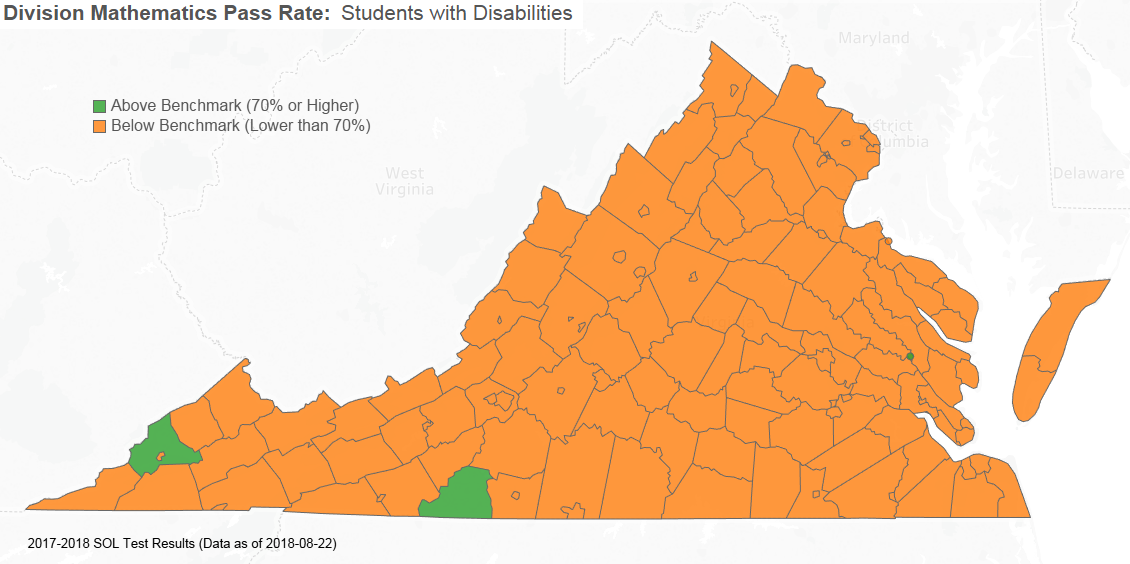 Division Mathematics Pass Rate: Students with Disabilities
Maryland
Above Benchmark (70% or Higher)
Below Benchmark (Lower than 70%)
District
Columbia
West
Virginia
Delaware
2017-2018 SOL Test Results (Data as of 2018-08-22)